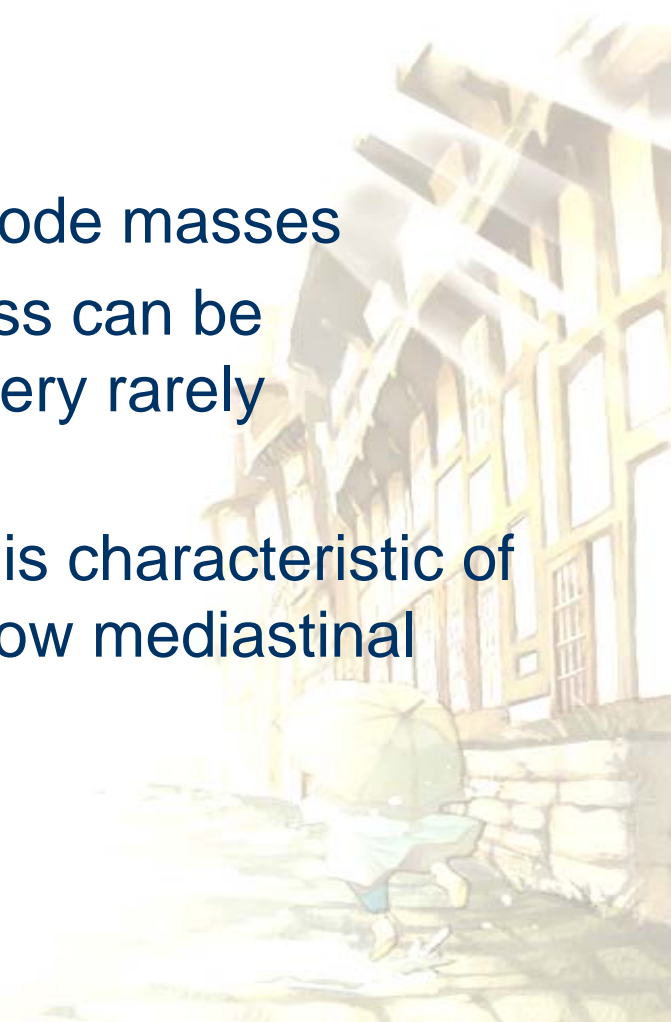 ode masses
ss can be
ery rarely
is characteristic of
ow mediastinal